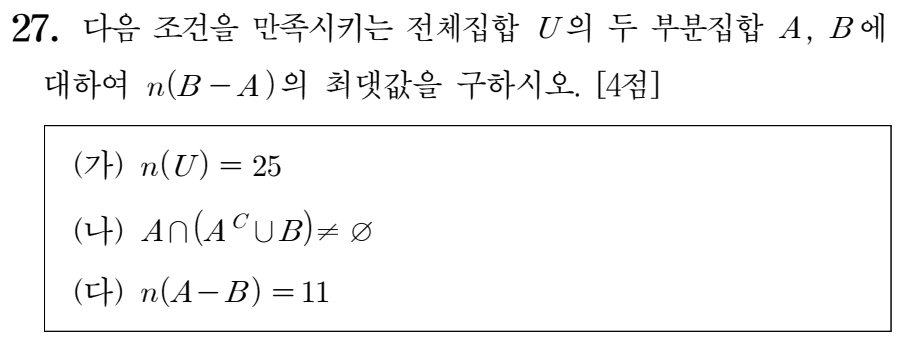 27. 다음 조건을 만족시키는 전체집합 U의 두 부분집합 A, B에
대하여 n(B-A)의 최댓값을 구하시오. [4점]
(가) n(U) = 25
(나) A∩(A^C∪B)≠ ∅
(다) n(A-B) = 11